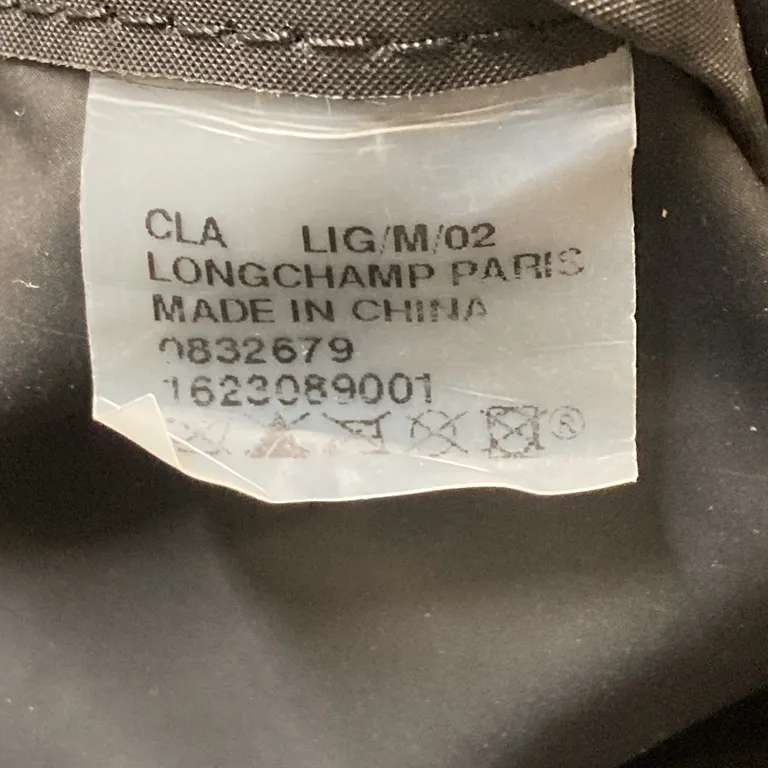 CLA LIG/M/02
LONGCHAMP PARIS
MADE IN CHINA
0832679
1623089001
®